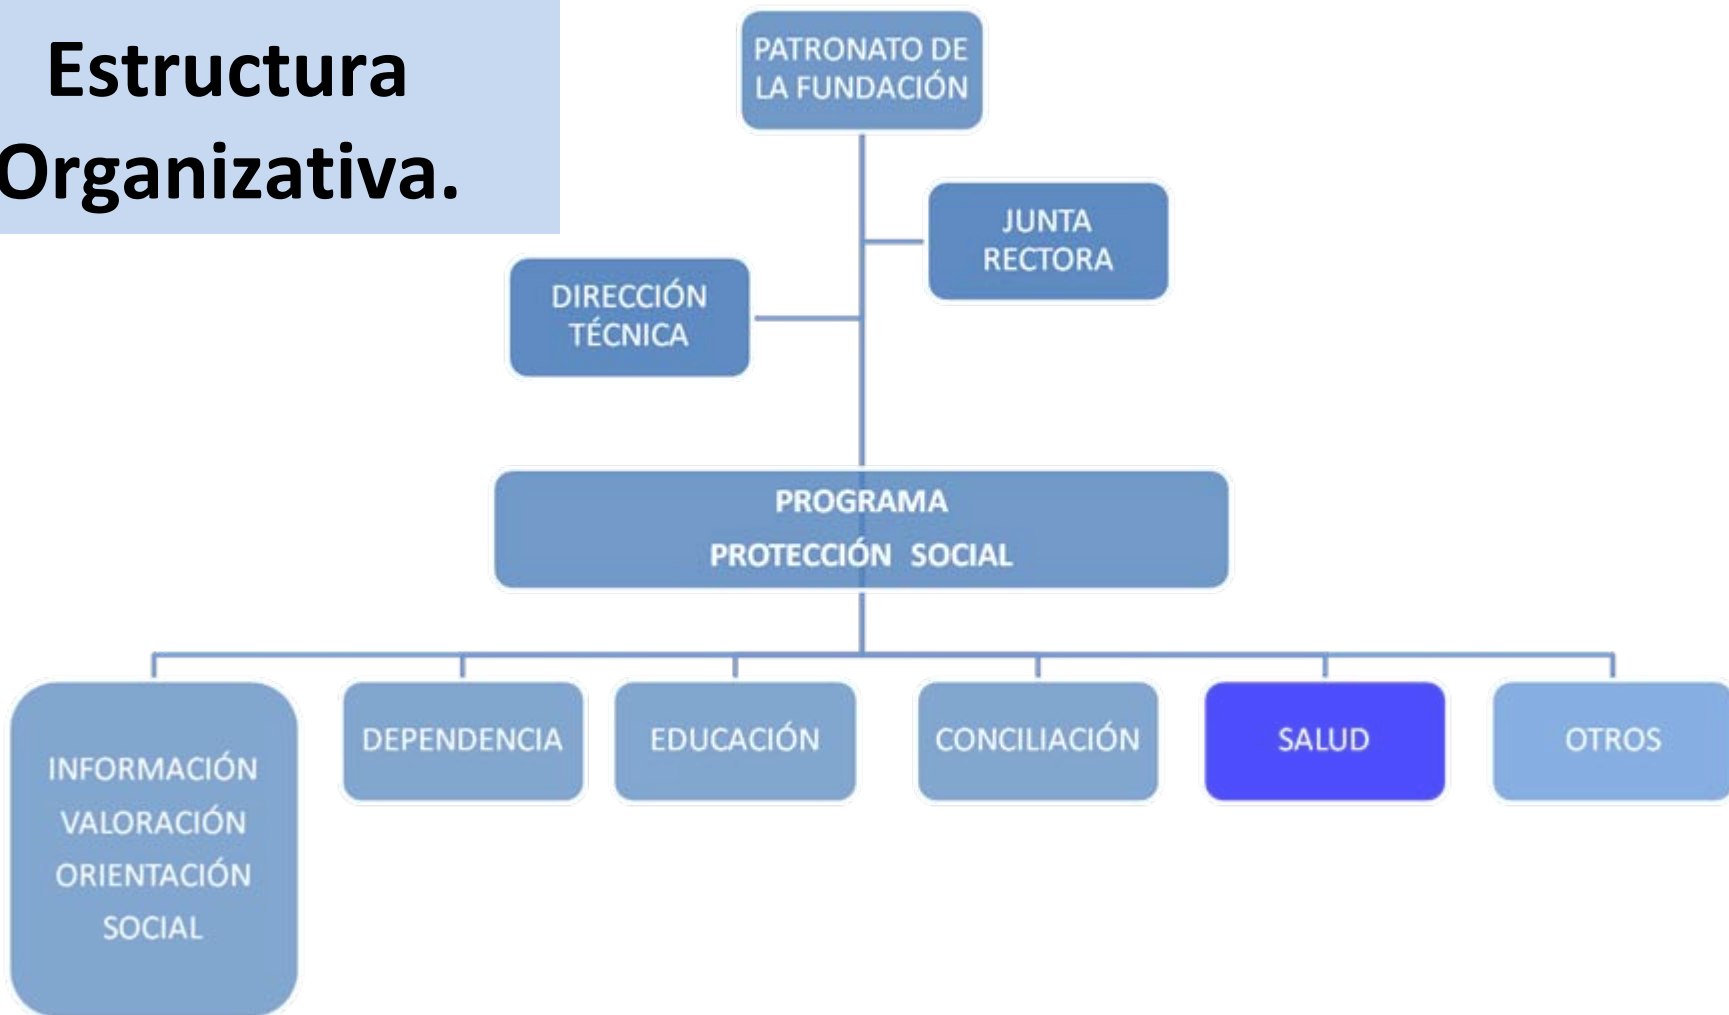 Estructura
Organizativa.
PATRONATO DE
LA FUNDACIÓN
JUNTA
RECTORA
DIRECCIÓN
TÉCNICA
PROGRAMA
PROTECCIÓN SOCIAL
INFORMACIÓN
VALORACIÓN
ORIENTACIÓN
SOCIAL
DEPENDENCIA
EDUCACIÓN
CONCILIACIÓN
SALUD
OTROS